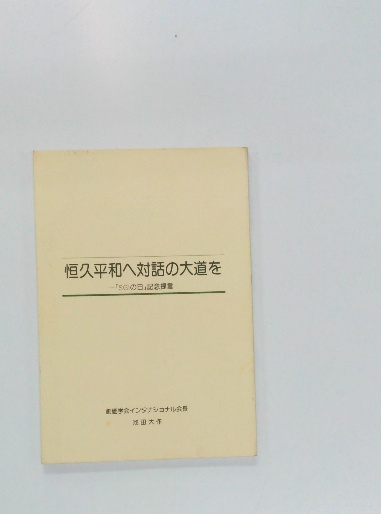 恒久平和へ対話の大道を
―「SGIの日」記念提言
創価学会インタナショナル会長
池田大作